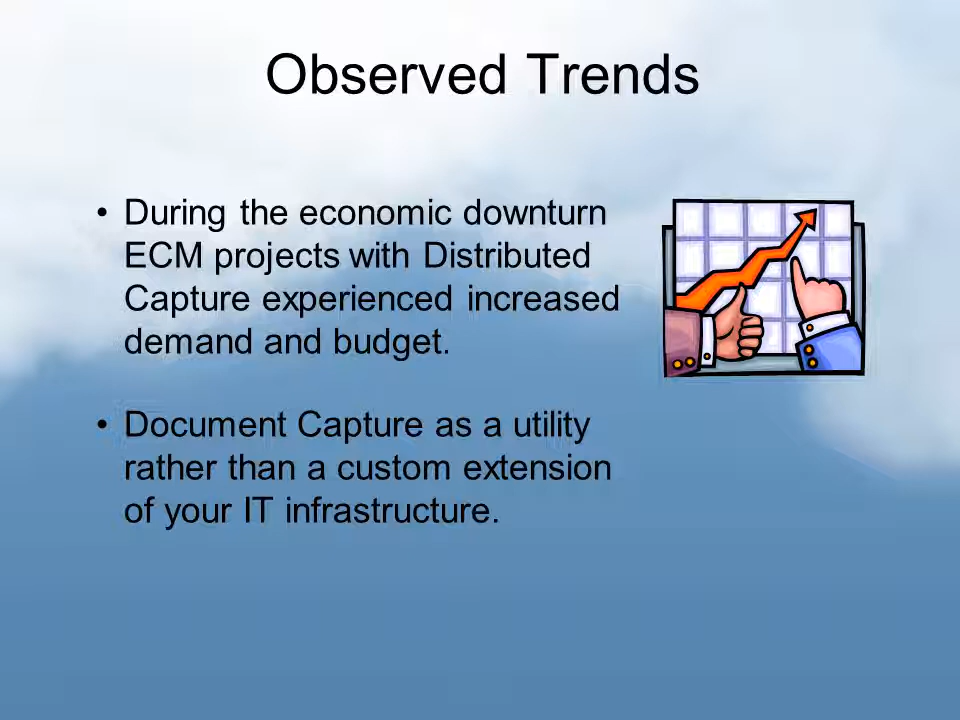 Observed Trends
• During the economic downturn
ECM projects with Distributed
Capture experienced increased
demand and budget.
• Document Capture as a utility
rather than a custom extension
of your IT infrastructure.